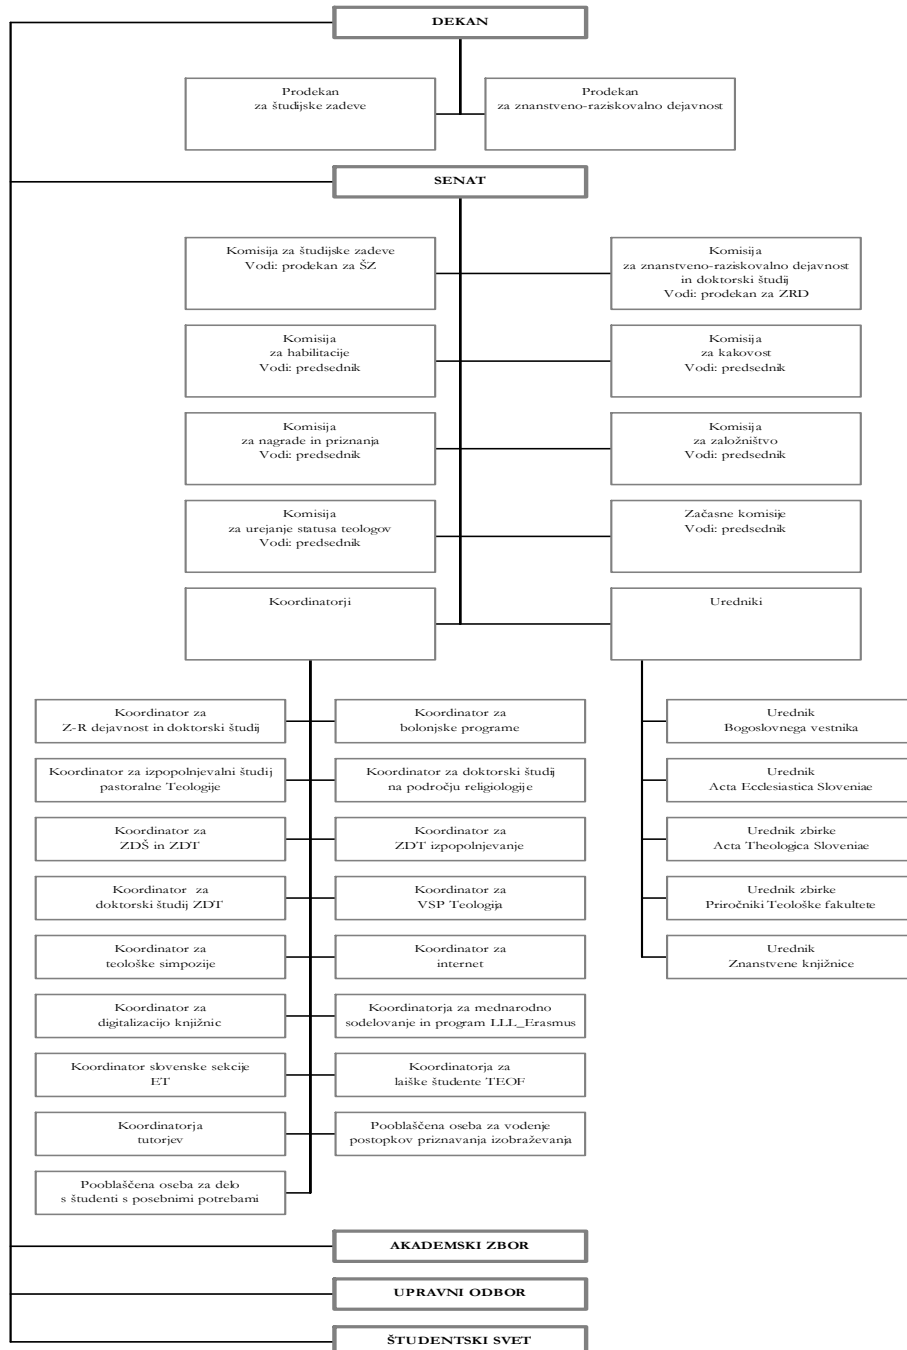 DEKAN
Prodekan
za študijske zadeve
Prodekan
za znanstveno-raziskovalno dejavnost
SENAT
Komisija za študijske zadeve
Vodi: prodekan za ŠZ
Komisija
za znanstveno-raziskovalno dejavnost
in doktorski študij
Vodi: prodekan za ZRD
Komisija
za habilitacije
Vodi: predsednik
Komisija
za kakovost
Vodi: predsednik
Komisija
za nagrade in priznanja
Vodi: predsednik
Komisija
za založništvo
Vodi: predsednik
Komisija
za urejanje statusa teologov
Vodi: predsednik
Začasne komisije
Vodi: predsednik
Koordinatorji
Uredniki
Koordinator za
Z-R dejavnost in doktorski študij
Koordinator za
bolonjske programe
Koordinator za izpopolnjevalni študij
pastoralne Teologije
Koordinator za doktorski študij
na področju religiologije
Koordinator za
ZDŠ in ZDT
Koordinator za
ZDT izpopolnjevanje
Koordinator za
doktorski študij ZDT
Koordinator za
VSP Teologija
Koordinator za
teološke simpozije
Koordinator za
internet
Koordinator za
digitalizacijo knjižnic
Koordinatorja za mednarodno
sodelovanje in program LLL_Erasmus
Koordinator slovenske sekcije
ET
Koordinatorja za
laiške študente TEOF
Koordinatorja
tutorjev
Pooblaščena oseba za vodenje
postopkov priznavanja izobraževanja
Pooblaščena oseba za delo
s študenti s posebnimi potrebami
Urednik
Bogoslovnega vestnika
Urednik
Acta Ecclesiastica Sloveniae
Urednik zbirke
Acta Theologica Sloveniae
Urednik zbirke
Priročniki Teološke fakultete
Urednik
Znanstvene knjižnice
AKADEMSKI ZBOR
UPRAVNI ODBOR
ŠTUDENTSKI SVET